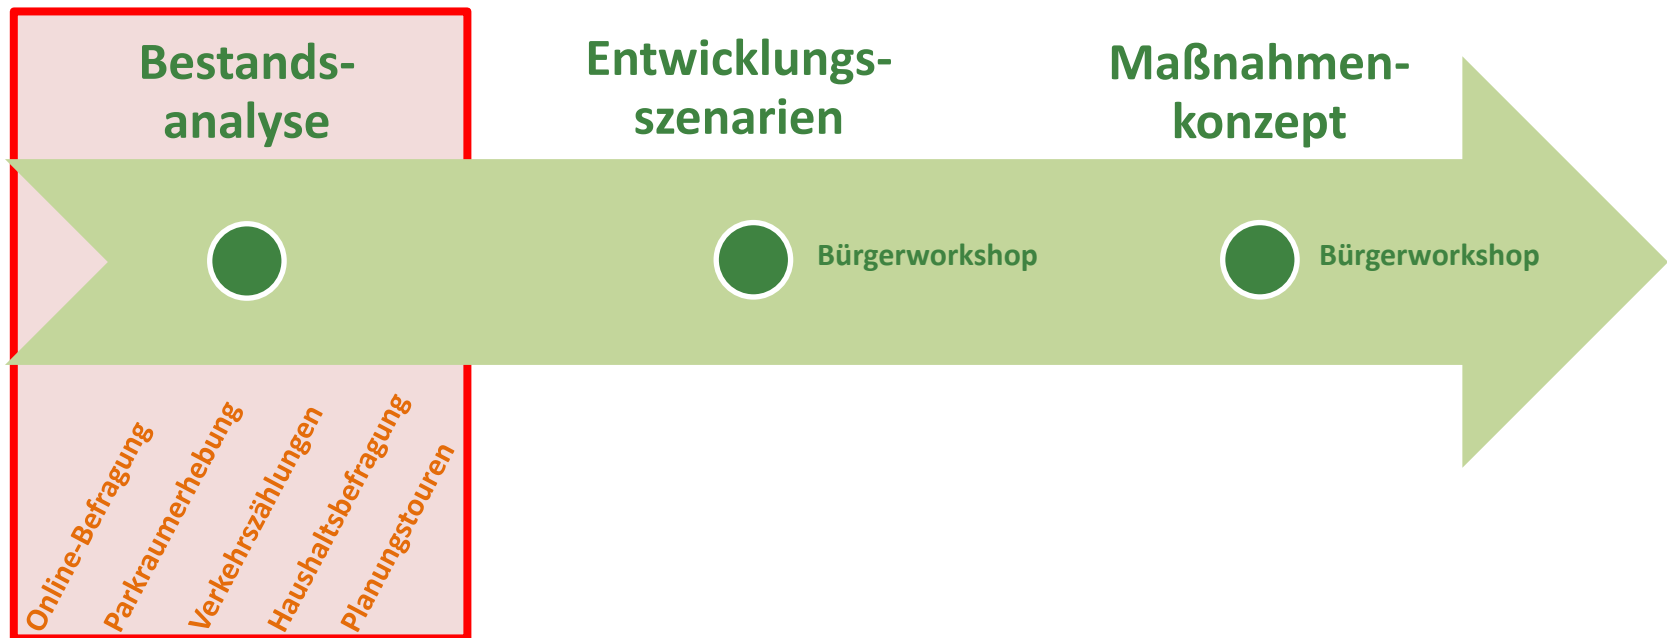 Bestands-
analyse
Entwicklungs-
szenarien
Maßnahmen-
konzept
Bürgerworkshop
Bürgerworkshop
Online-Befragung
Parkraumerhebung
Verkehrszählungen
Haushaltsbefragung
Planungstouren